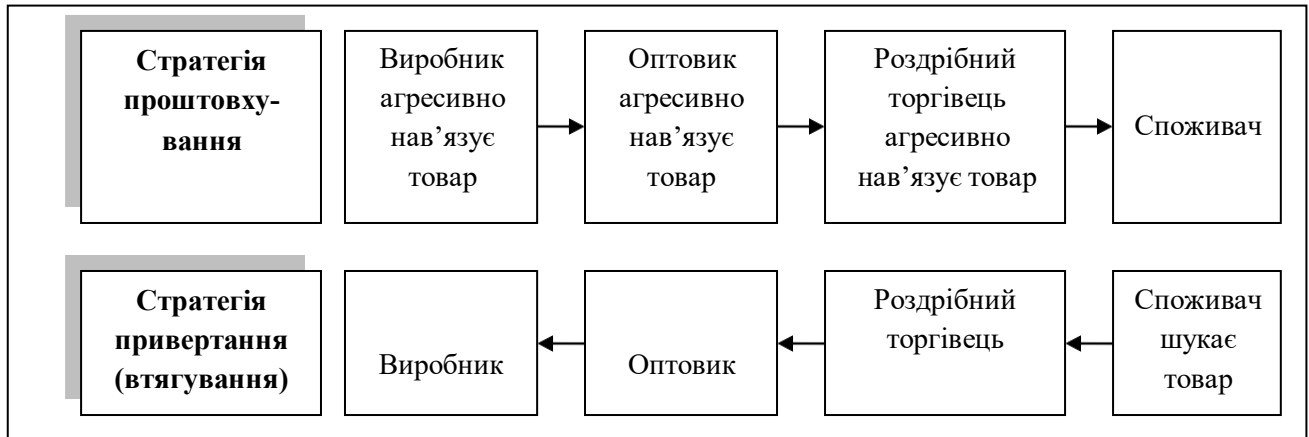 Стратегія
проштовху-
вання
Виробник
агресивно
нав’язує
товар
Оптовик
агресивно
нав’язує
товар
Роздрібний
торгівець
агресивно
нав’язує товар
Споживач
Стратегія
привертання
(втягування)
Виробник
Оптовик
Роздрібний
торгівець
Споживач
шукає
товар